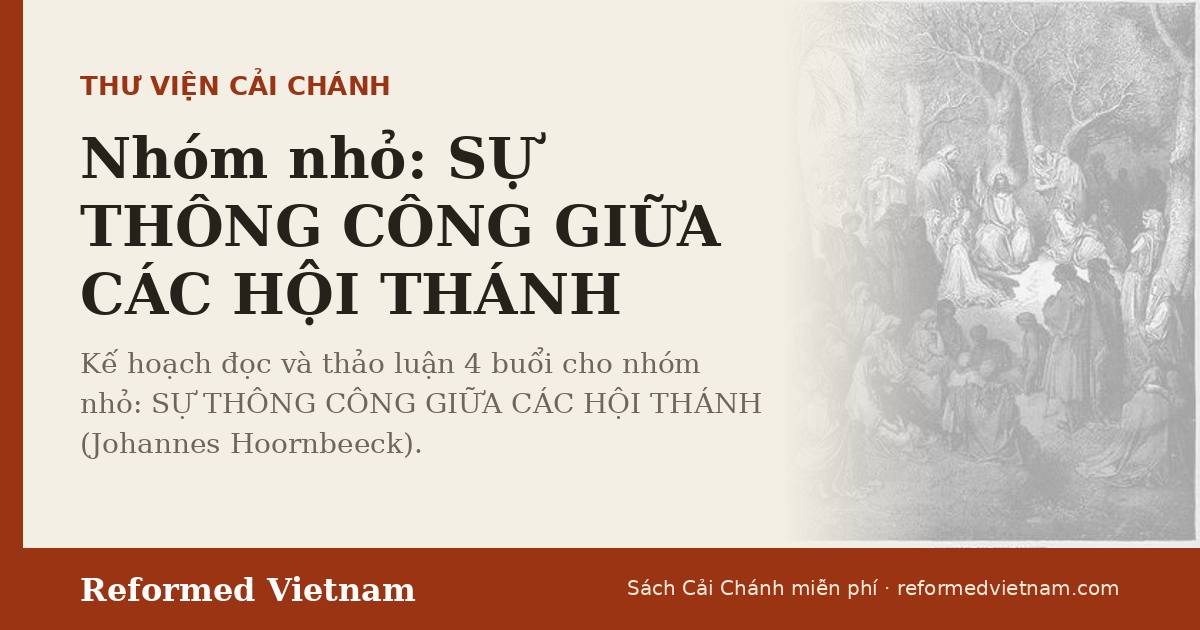 THƯ VIỆN CẢI CHÁNH
Nhóm nhỏ: SỰ
THÔNG CÔNG GIỮA
CÁC HỘI THÁNH
Kế hoạch đọc và thảo luận 4 buổi cho nhóm
nhỏ: SỰ THÔNG CÔNG GIỮA CÁC HỘI THÁNH
(Johannes Hoornbeeck).
Reformed Vietnam
Sách Cải Chánh miễn phí · reformedvietnam.com